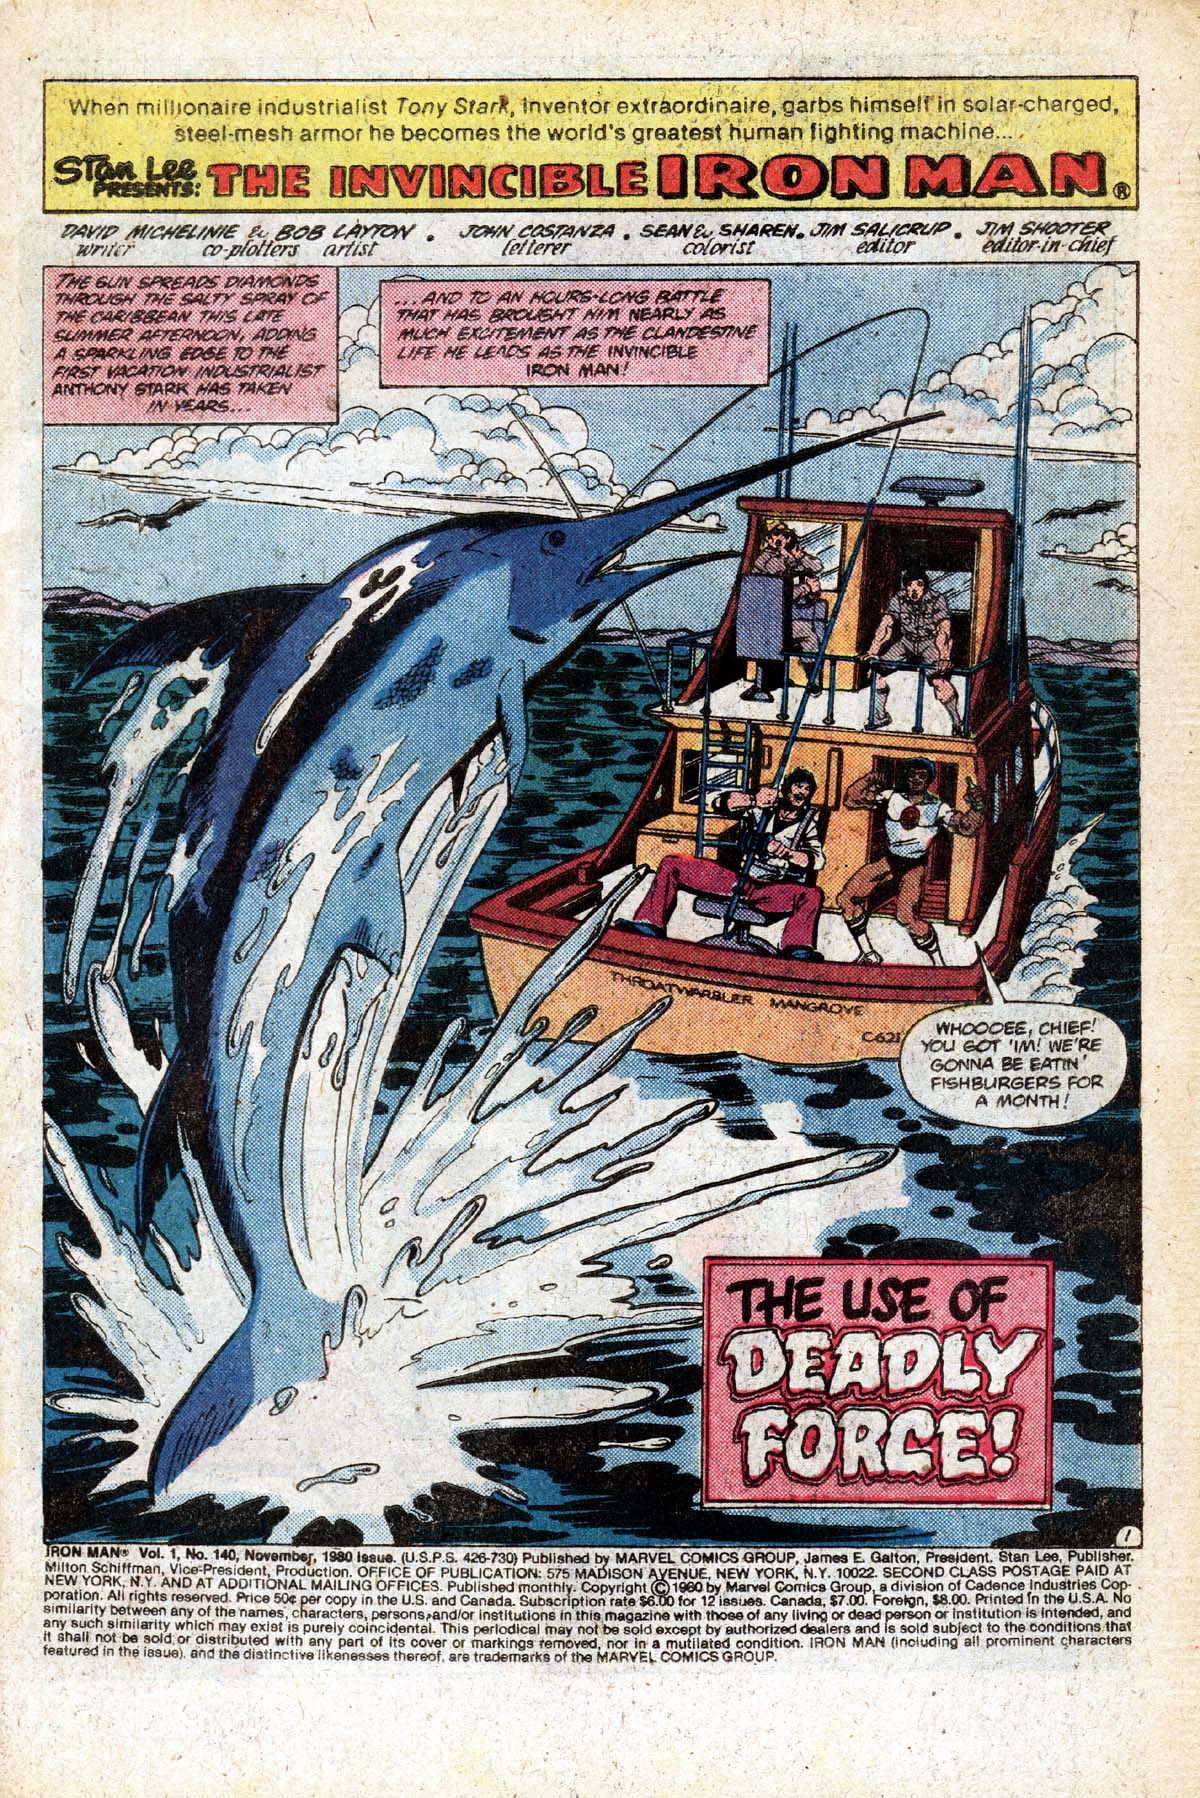 When millionaire industrialist Tony Stark, inventor extraordinaire, garbs himself in solar-charged,
steel-mesh armor he becomes the world's greatest human fighting machine...
Stan Lee
PRESENTS:
THE INVINCIBLE IRON MAN®
DAVID MICHELINIE & BOB LAYTON . JOHN COSTANZA . SEAN & SHAREN . JIM SALICRUP . JIM SHOOTER
writer co-plotters artist letterer colorist editor editor-in-chief
THE SUN SPREADS DIAMONDS
THROUGH THE SALTY SPRAY OF
THE CARIBBEAN THIS LATE
SUMMER AFTERNOON, ADDING
A SPARKLING EDGE TO THE
FIRST VACATION INDUSTRIALIST
ANTHONY STARK HAS TAKEN
IN YEARS...
...AND TO AN HOURS-LONG BATTLE
THAT HAS BROUGHT HIM NEARLY AS
MUCH EXCITEMENT AS THE CLANDESTINE
LIFE HE LEADS AS THE INVINCIBLE
IRON MAN!
THROATWARBLER MANGROVE
C621
WHOOOEE, CHIEF!
YOU GOT 'IM! WE'RE
GONNA BE EATIN'
FISHBURGERS FOR
A MONTH!
THE USE OF
DEADLY
FORCE!
1
IRON MAN® Vol. 1, No. 140, November, 1980 issue. (U.S.P.S. 426-730) Published by MARVEL COMICS GROUP, James E. Galton, President. Stan Lee, Publisher.
Milton Schiffman, Vice-President, Production. OFFICE OF PUBLICATION: 575 MADISON AVENUE, NEW YORK, N.Y. 10022. SECOND CLASS POSTAGE PAID AT
NEW YORK, N.Y. AND AT ADDITIONAL MAILING OFFICES. Published monthly. Copyright © 1980 by Marvel Comics Group, a division of Cadence Industries Cor-
poration. All rights reserved. Price 50¢ per copy in the U.S. and Canada. Subscription rate $6.00 for 12 issues. Canada, $7.00. Foreign, $8.00. Printed in the U.S.A. No
similarity between any of the names, characters, persons, and/or institutions in this magazine with those of any living or dead person or institution is intended, and
any such similarity which may exist is purely coincidental. This periodical may not be sold except by authorized dealers and is sold subject to the conditions that
it shall not be sold or distributed with any part of its cover or markings removed, nor in a mutilated condition. IRON MAN (including all prominent characters
featured in the issue), and the distinctive likenesses thereof, are trademarks of the MARVEL COMICS GROUP.